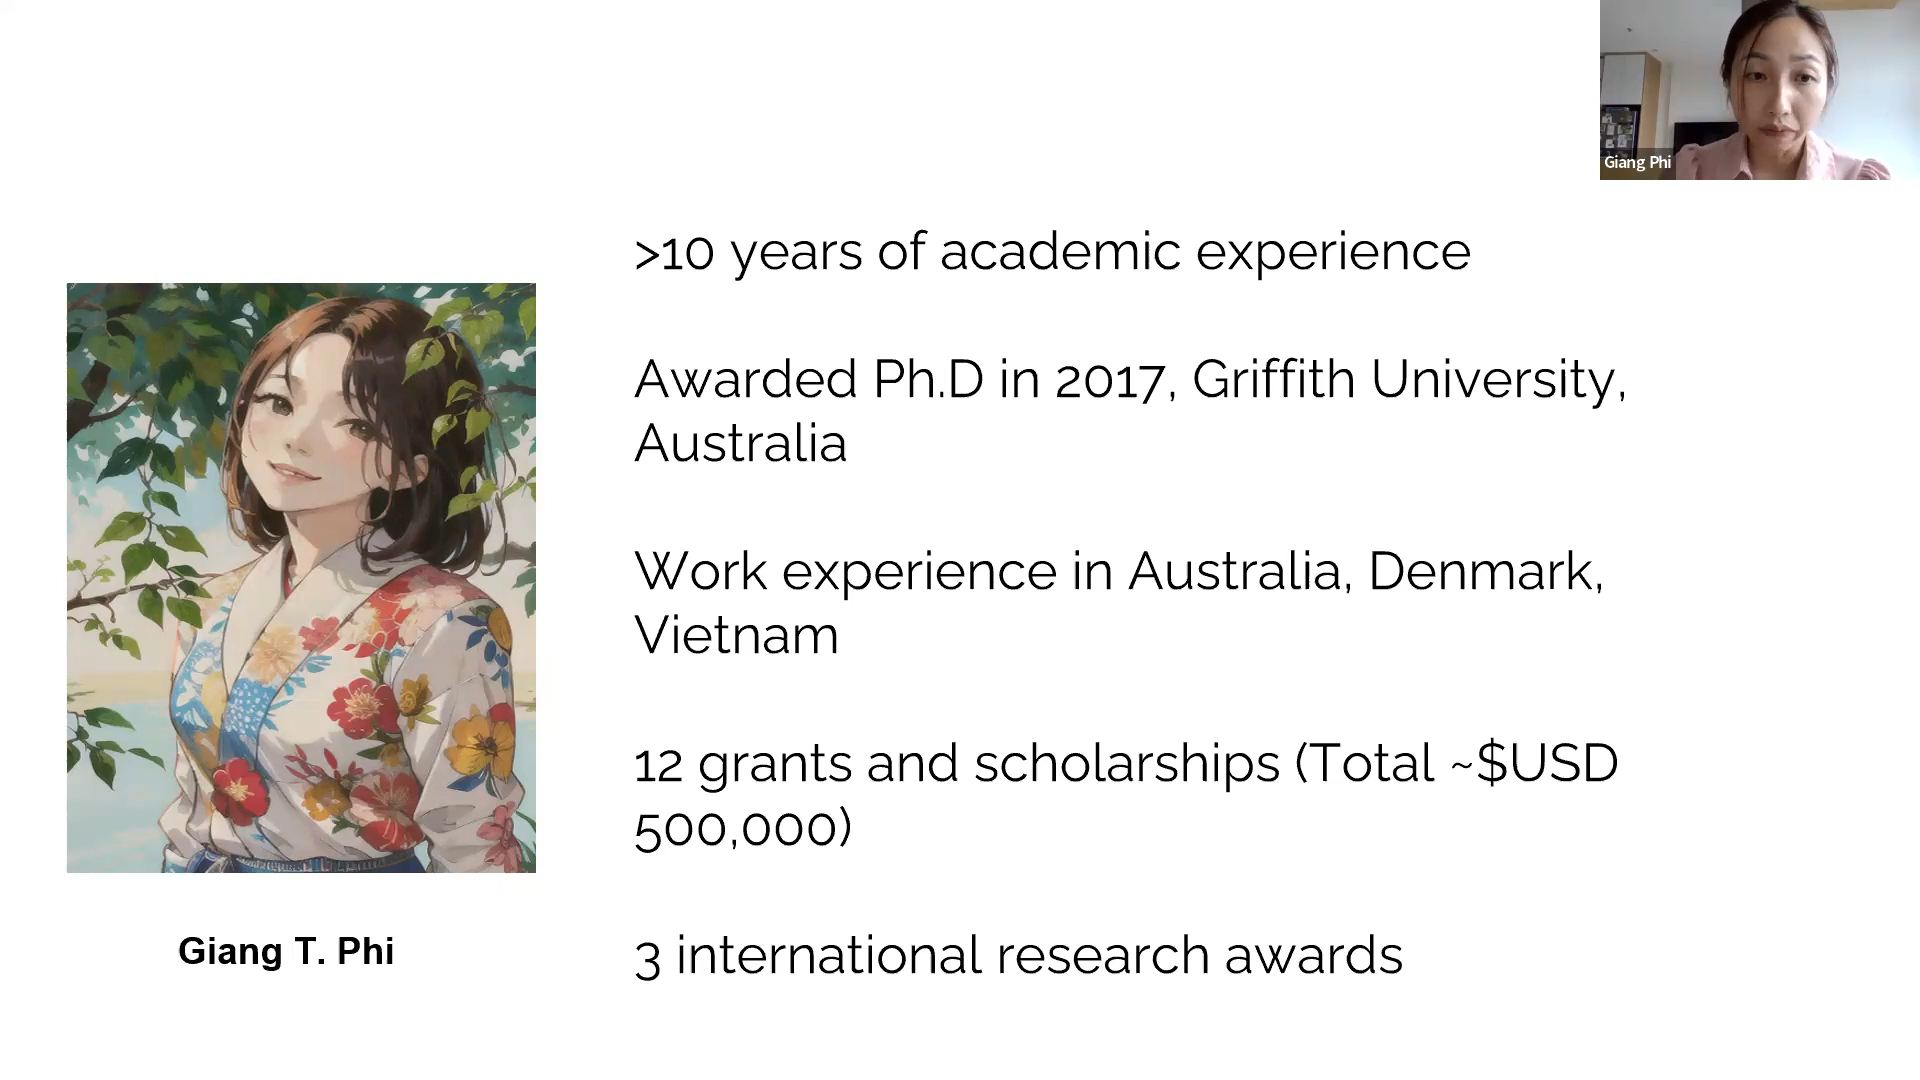 Giang Phi
>10 years of academic experience
Awarded Ph.D in 2017, Griffith University,
Australia
Work experience in Australia, Denmark,
Vietnam
12 grants and scholarships (Total ~$USD
500,000)
3 international research awards
Giang T. Phi